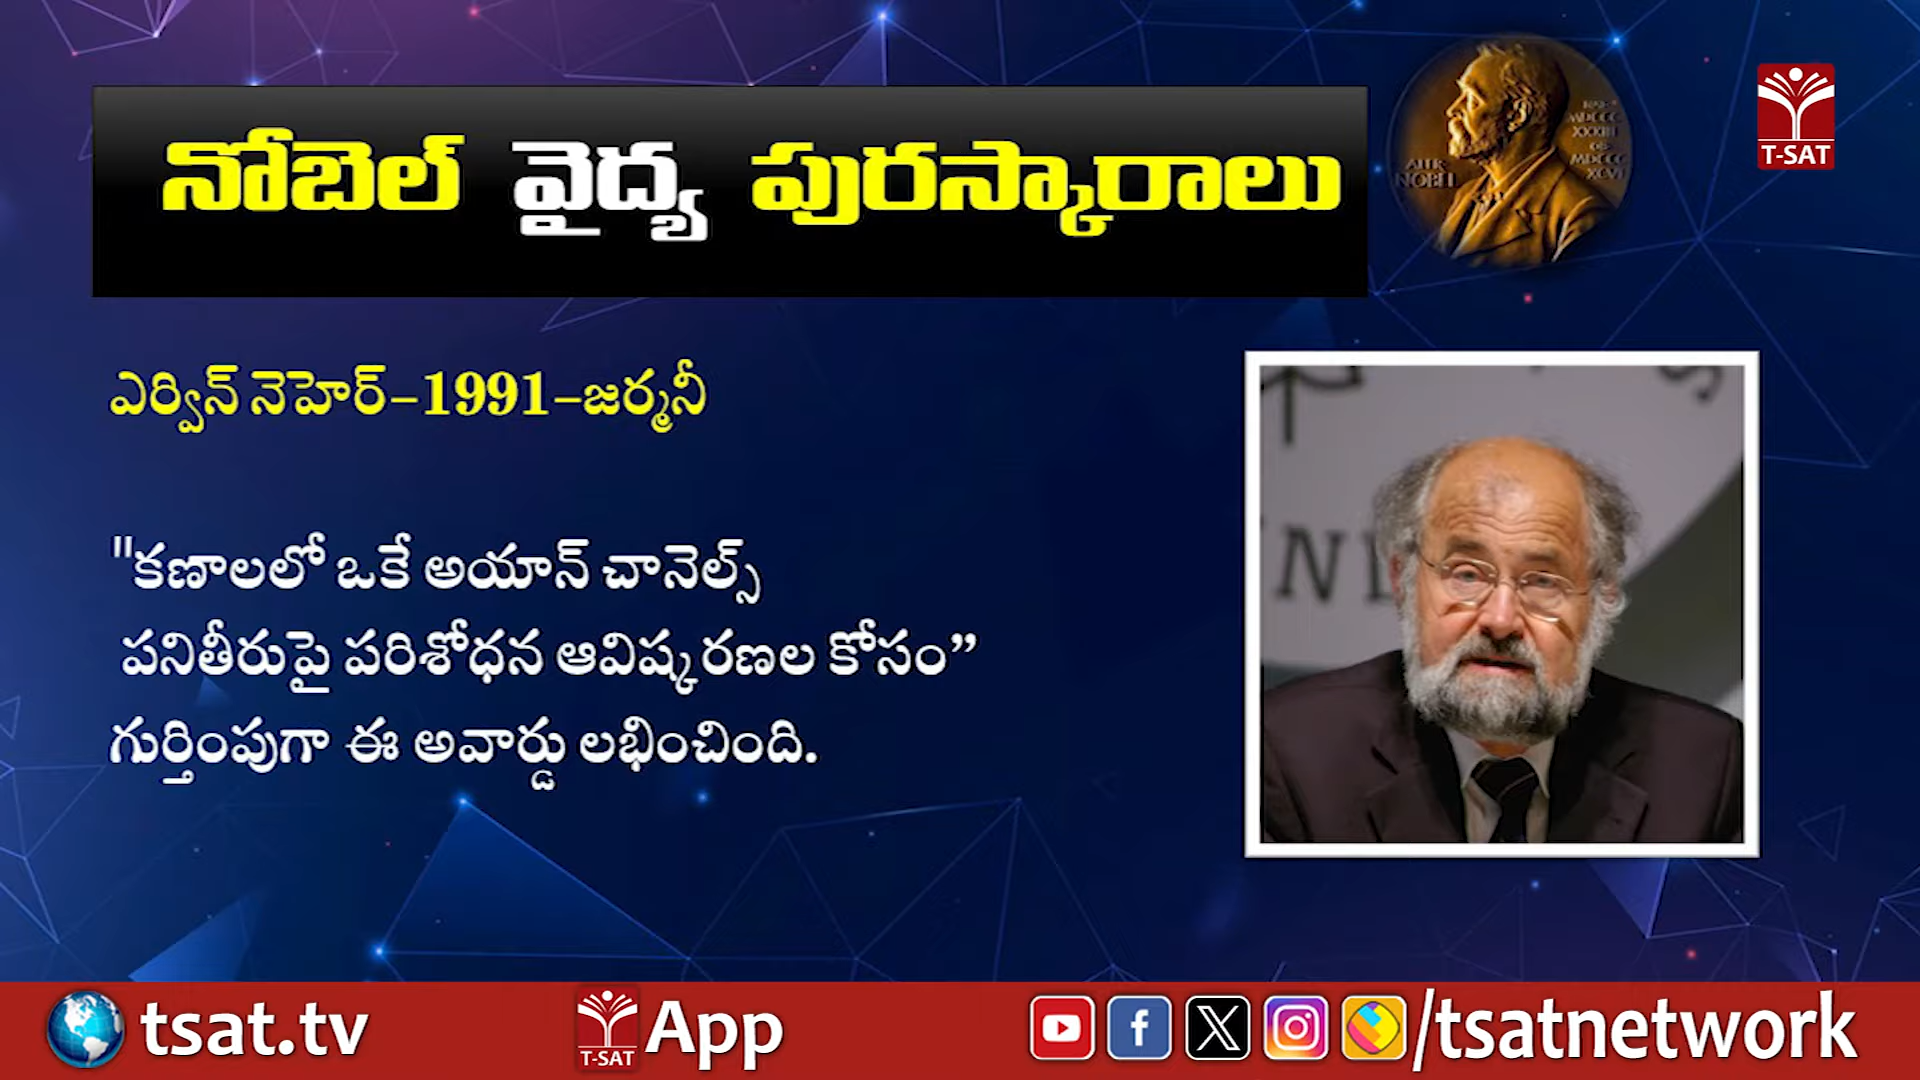 నోబెల్ వైద్య పురస్కారాలు
T-SAT
ఎర్విన్ నెహెర్-1991-జర్మనీ
"కణాలలో ఒకే అయాన్ చానెల్స్
పనితీరుపై పరిశోధన ఆవిష్కరణల కోసం”
గుర్తింపుగా ఈ అవార్డు లభించింది.
tsat.tv
T-SAT App
/tsatnetwork